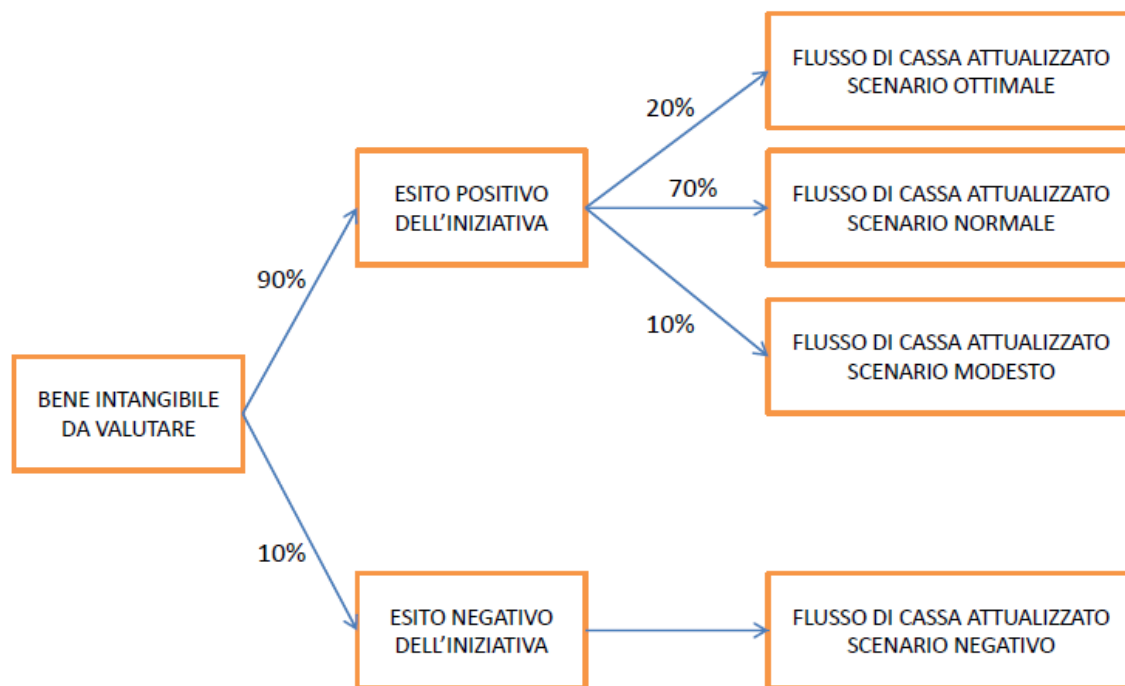 FLUSSO DI CASSA ATTUALIZZATO
SCENARIO OTTIMALE
20%
ESITO POSITIVO
DELL'INIZIATIVA
70%
FLUSSO DI CASSA ATTUALIZZATO
SCENARIO NORMALE
90%
10%
FLUSSO DI CASSA ATTUALIZZATO
SCENARIO MODESTO
BENE INTANGIBILE
DA VALUTARE
10%
ESITO NEGATIVO
DELL'INIZIATIVA
FLUSSO DI CASSA ATTUALIZZATO
SCENARIO NEGATIVO